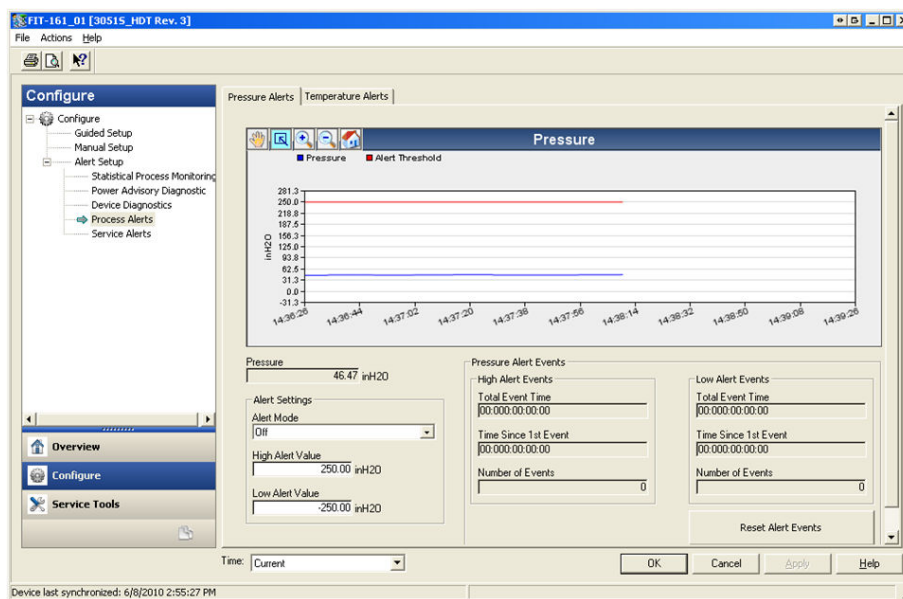 FIT-161_01 [3051S_HDT Rev. 3]
File Actions Help
Configure
Configure
Guided Setup
Manual Setup
Alert Setup
Statistical Process Monitoring
Power Advisory Diagnostic
Device Diagnostics
Process Alerts
Service Alerts
Overview
Configure
Service Tools
Pressure Alerts Temperature Alerts
Pressure
Pressure Alert Threshold
inH2O
281.3
250.0
218.8
187.5
156.3
125.0
93.8
62.5
31.3
0.0
-31.3
14:36:26 14:36:44 14:37:02 14:37:20 14:37:38 14:37:56 14:38:14 14:38:32 14:38:50 14:39:08 14:39:26
Pressure
46.47 inH2O
Alert Settings
Alert Mode
Off
High Alert Value
250.00 inH2O
Low Alert Value
-250.00 inH2O
Pressure Alert Events
High Alert Events
Total Event Time
00:000:00:00:00
Time Since 1st Event
00:000:00:00:00
Number of Events
0
Low Alert Events
Total Event Time
00:000:00:00:00
Time Since 1st Event
00:000:00:00:00
Number of Events
0
Reset Alert Events
Time: Current
OK Cancel Apply Help
Device last synchronized: 6/8/2010 2:55:27 PM